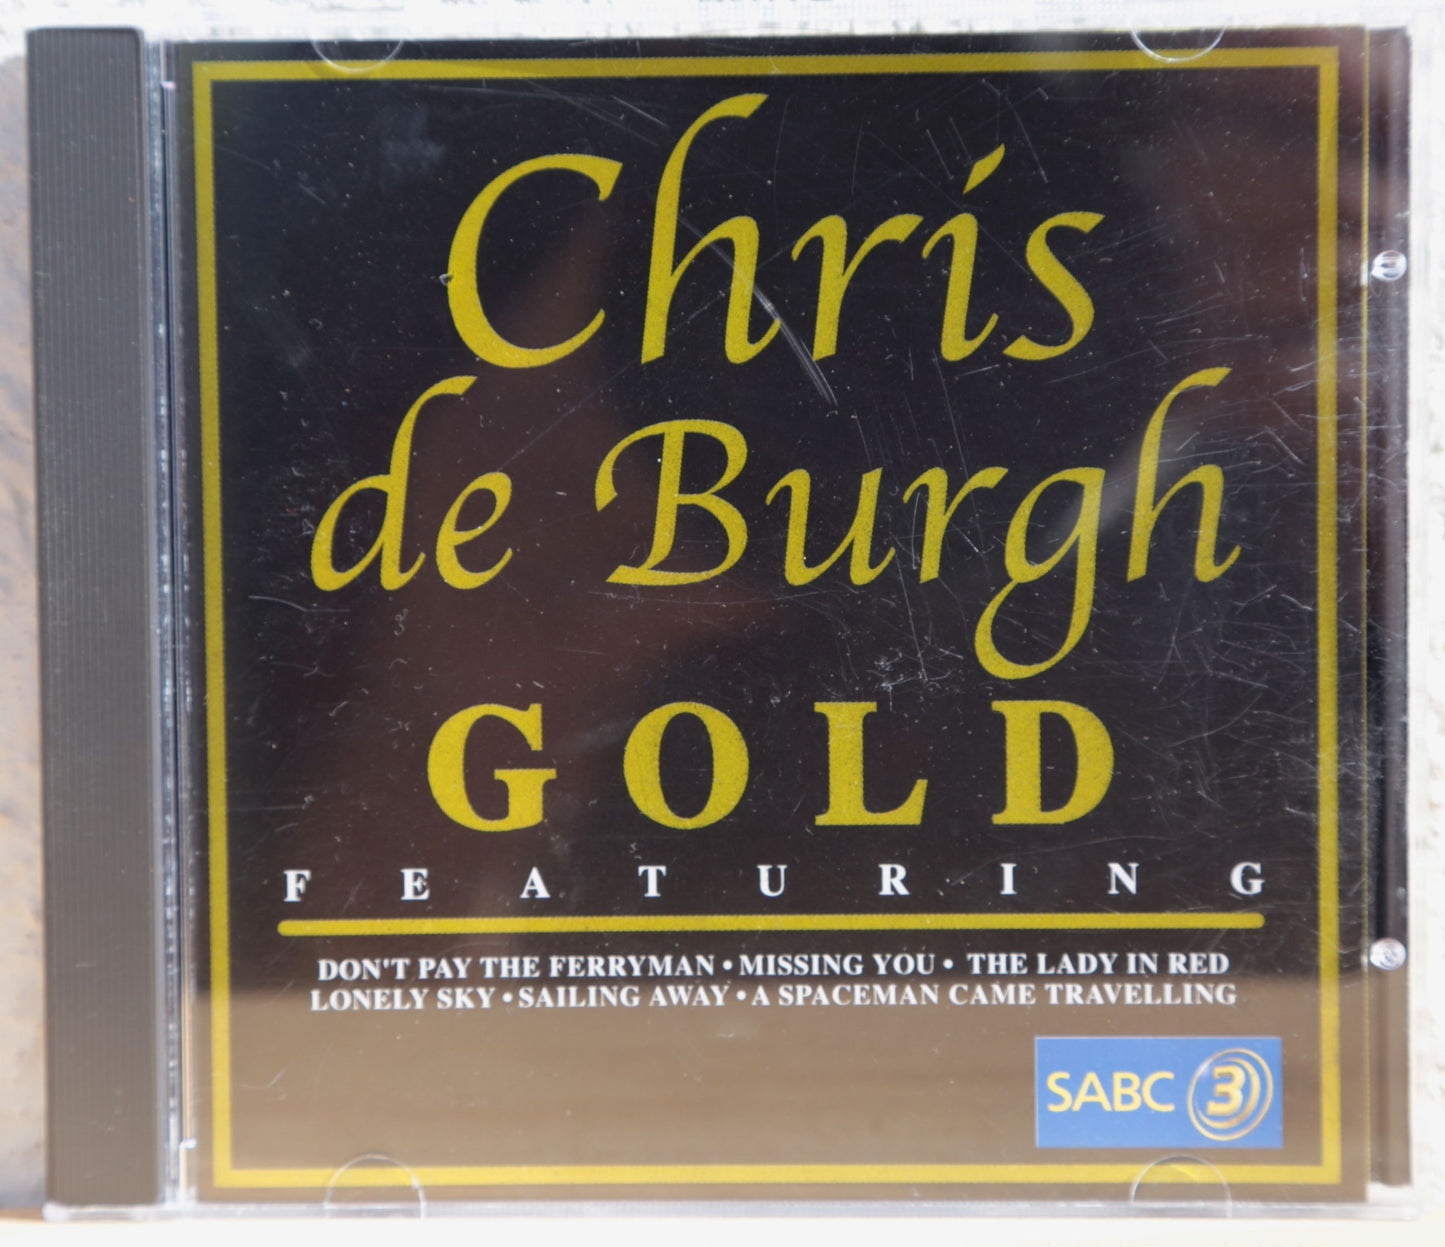 Chris
de Burgh
GOLD
FEATURING
DON'T PAY THE FERRYMAN • MISSING YOU • THE LADY IN RED
LONELY SKY • SAILING AWAY • A SPACEMAN CAME TRAVELLING
SABC 3